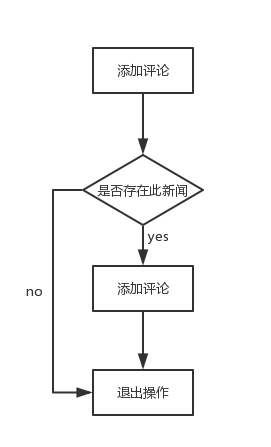 添加评论
是否存在此新闻
yes
添加评论
no
退出操作